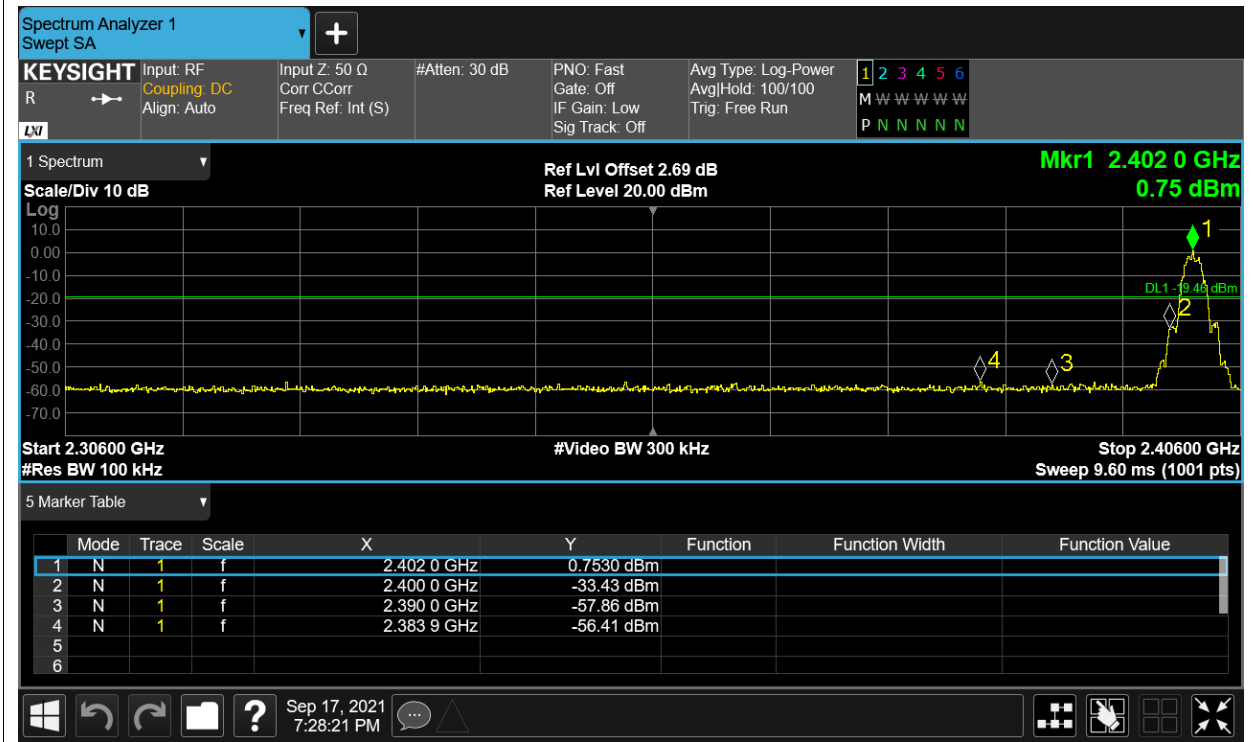 Spectrum Analyzer 1
Swept SA
KEYSIGHT
R
LXI
Input: RF
Coupling: DC
Align: Auto
Input Z: 50 Ω
Corr CCorr
Freq Ref: Int (S)
#Atten: 30 dB
PNO: Fast
Gate: Off
IF Gain: Low
Sig Track: Off
Avg Type: Log-Power
Avg|Hold: 100/100
Trig: Free Run
1 2 3 4 5 6
M W W W W W
P N N N N N
1 Spectrum
Scale/Div 10 dB
Ref Lvl Offset 2.69 dB
Ref Level 20.00 dBm
Mkr1 2.402 0 GHz
0.75 dBm
Log
10.0
0.00
-10.0
-20.0
-30.0
-40.0
-50.0
-60.0
-70.0
1
DL1 -19.46 dBm
2
4
3
Start 2.30600 GHz
#Video BW 300 kHz
Stop 2.40600 GHz
#Res BW 100 kHz
Sweep 9.60 ms (1001 pts)
5 Marker Table
Mode Trace Scale X Y Function Function Width Function Value
1 N 1 f 2.402 0 GHz 0.7530 dBm
2 N 1 f 2.400 0 GHz -33.43 dBm
3 N 1 f 2.390 0 GHz -57.86 dBm
4 N 1 f 2.383 9 GHz -56.41 dBm
5
6
?
Sep 17, 2021
7:28:21 PM